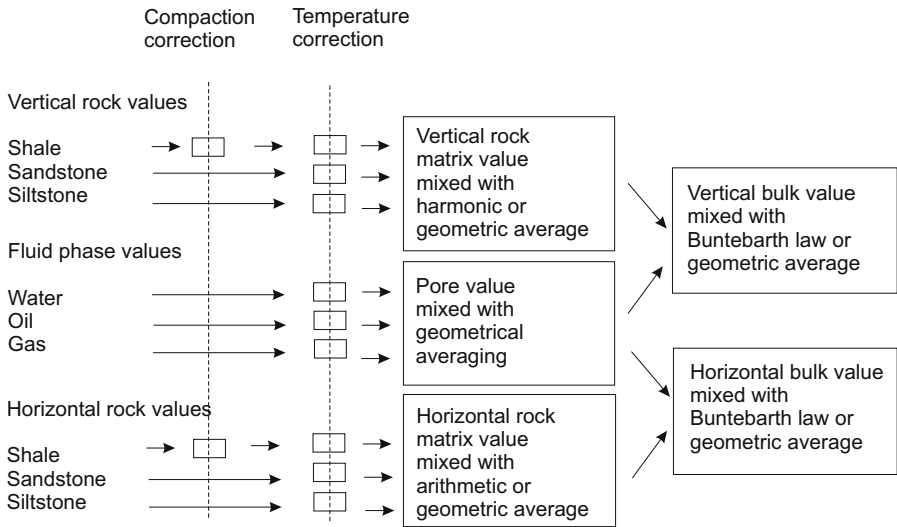 Compaction
correction
Temperature
correction
Vertical rock values
Shale
Sandstone
Siltstone
Vertical rock
matrix value
mixed with
harmonic or
geometric average
Fluid phase values
Water
Oil
Gas
Pore value
mixed with
geometrical
averaging
Horizontal rock values
Shale
Sandstone
Siltstone
Horizontal rock
matrix value
mixed with
arithmetic or
geometric average
Vertical bulk value
mixed with
Buntebarth law or
geometric average
Horizontal bulk value
mixed with
Buntebarth law or
geometric average